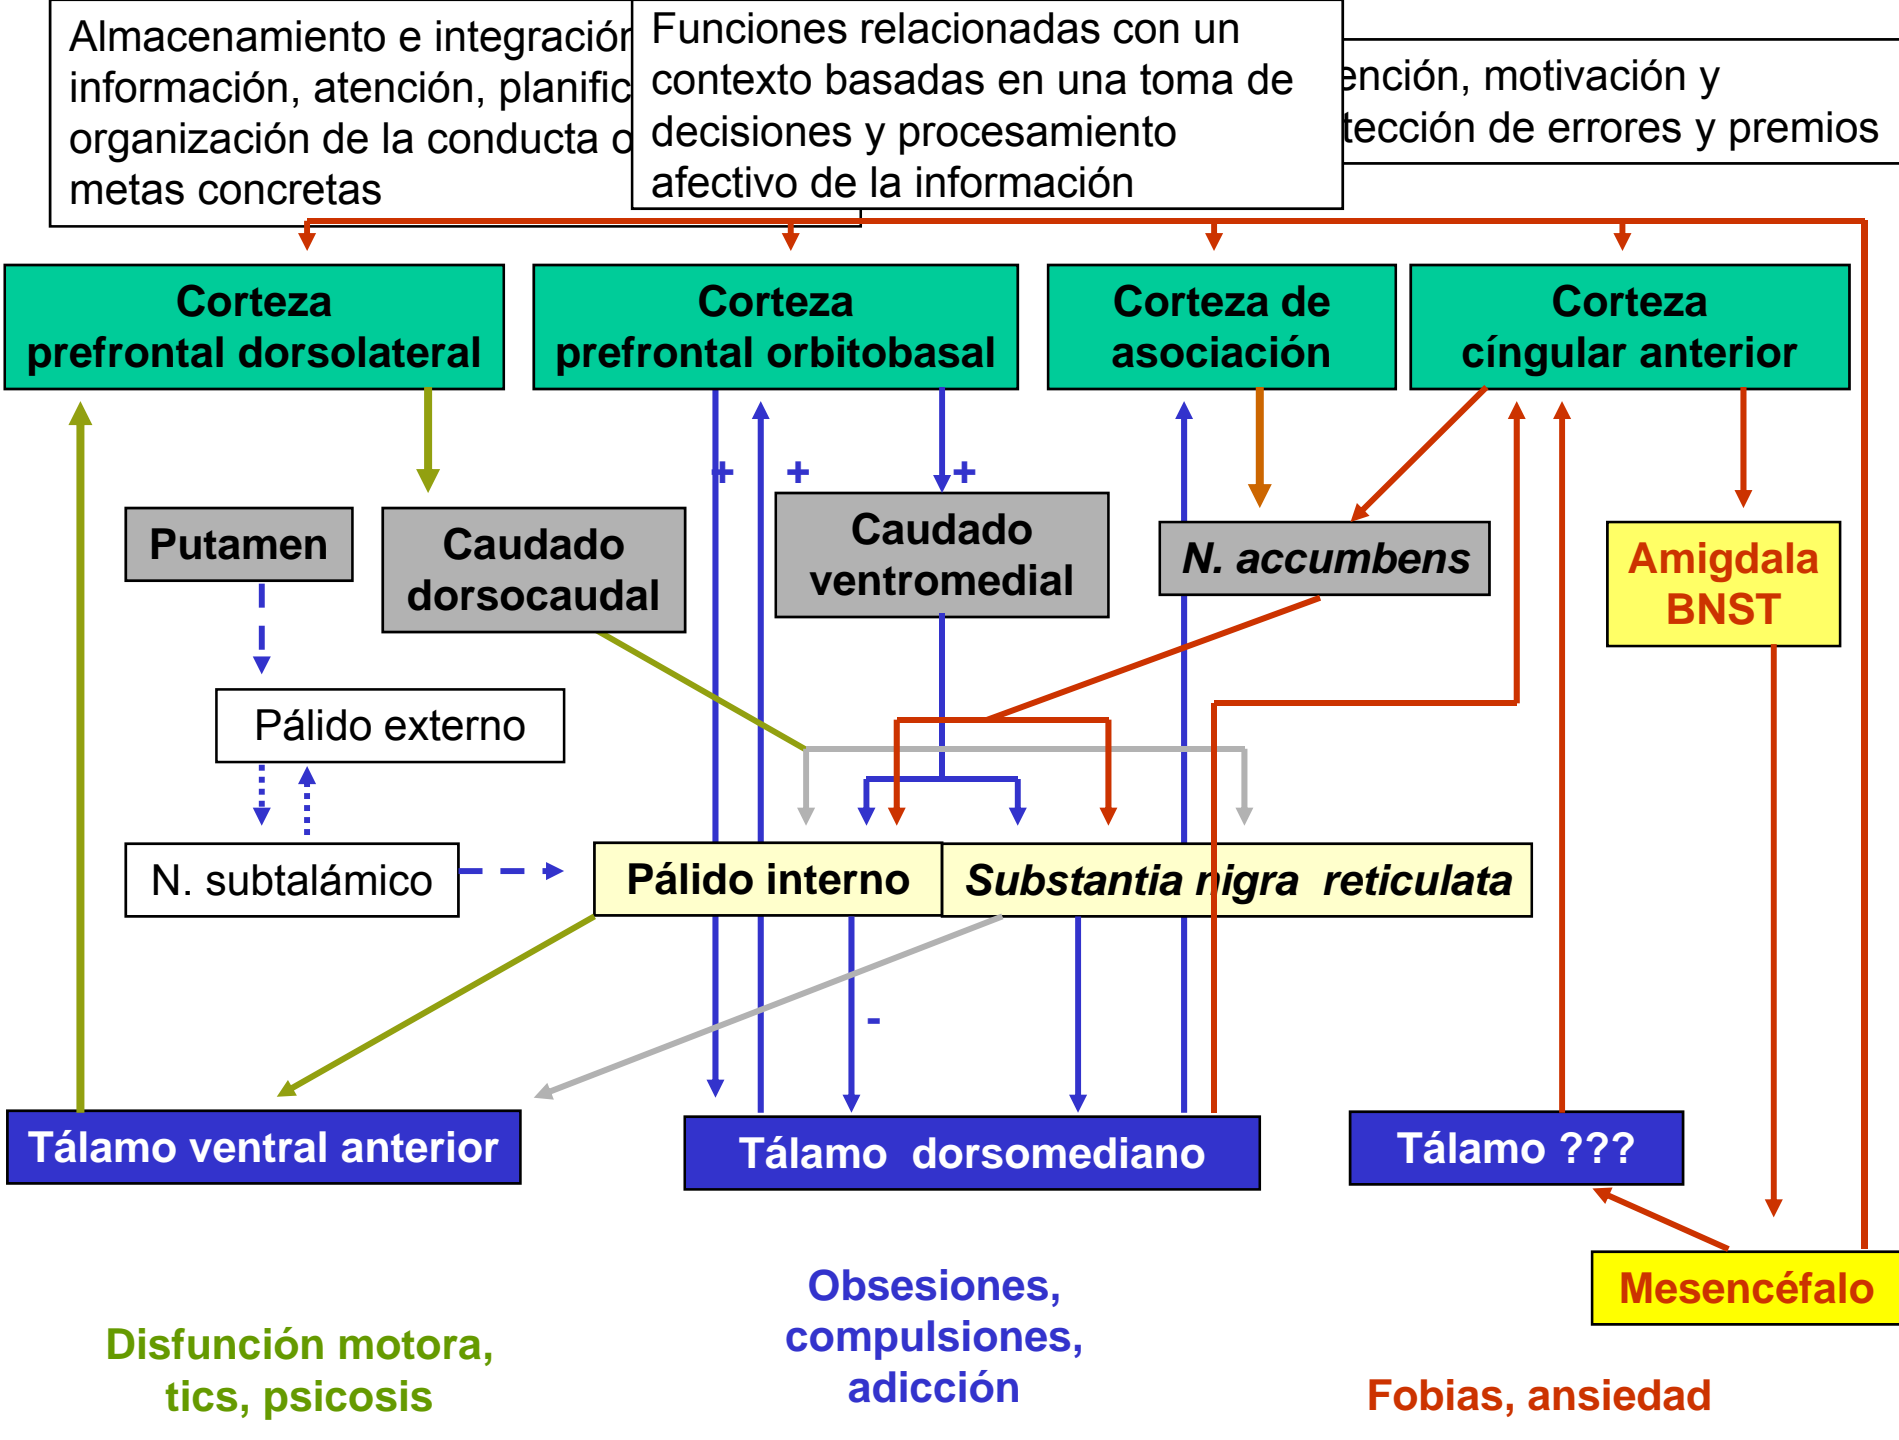 Almacenamiento e integración
información, atención, planific
organización de la conducta o
metas concretas
Funciones relacionadas con un
contexto basadas en una toma de
decisiones y procesamiento
afectivo de la información
ención, motivación y
tección de errores y premios
Corteza
prefrontal dorsolateral
Corteza
prefrontal orbitobasal
Corteza de
asociación
Corteza
cíngular anterior
+ + +
Putamen
Caudado
dorsocaudal
Caudado
ventromedial
N. accumbens
Amigdala
BNST
Pálido externo
N. subtalámico
Pálido interno
Substantia nigra reticulata
-
Tálamo ventral anterior
Tálamo dorsomediano
Tálamo ???
Mesencéfalo
Disfunción motora,
tics, psicosis
Obsesiones,
compulsiones,
adicción
Fobias, ansiedad